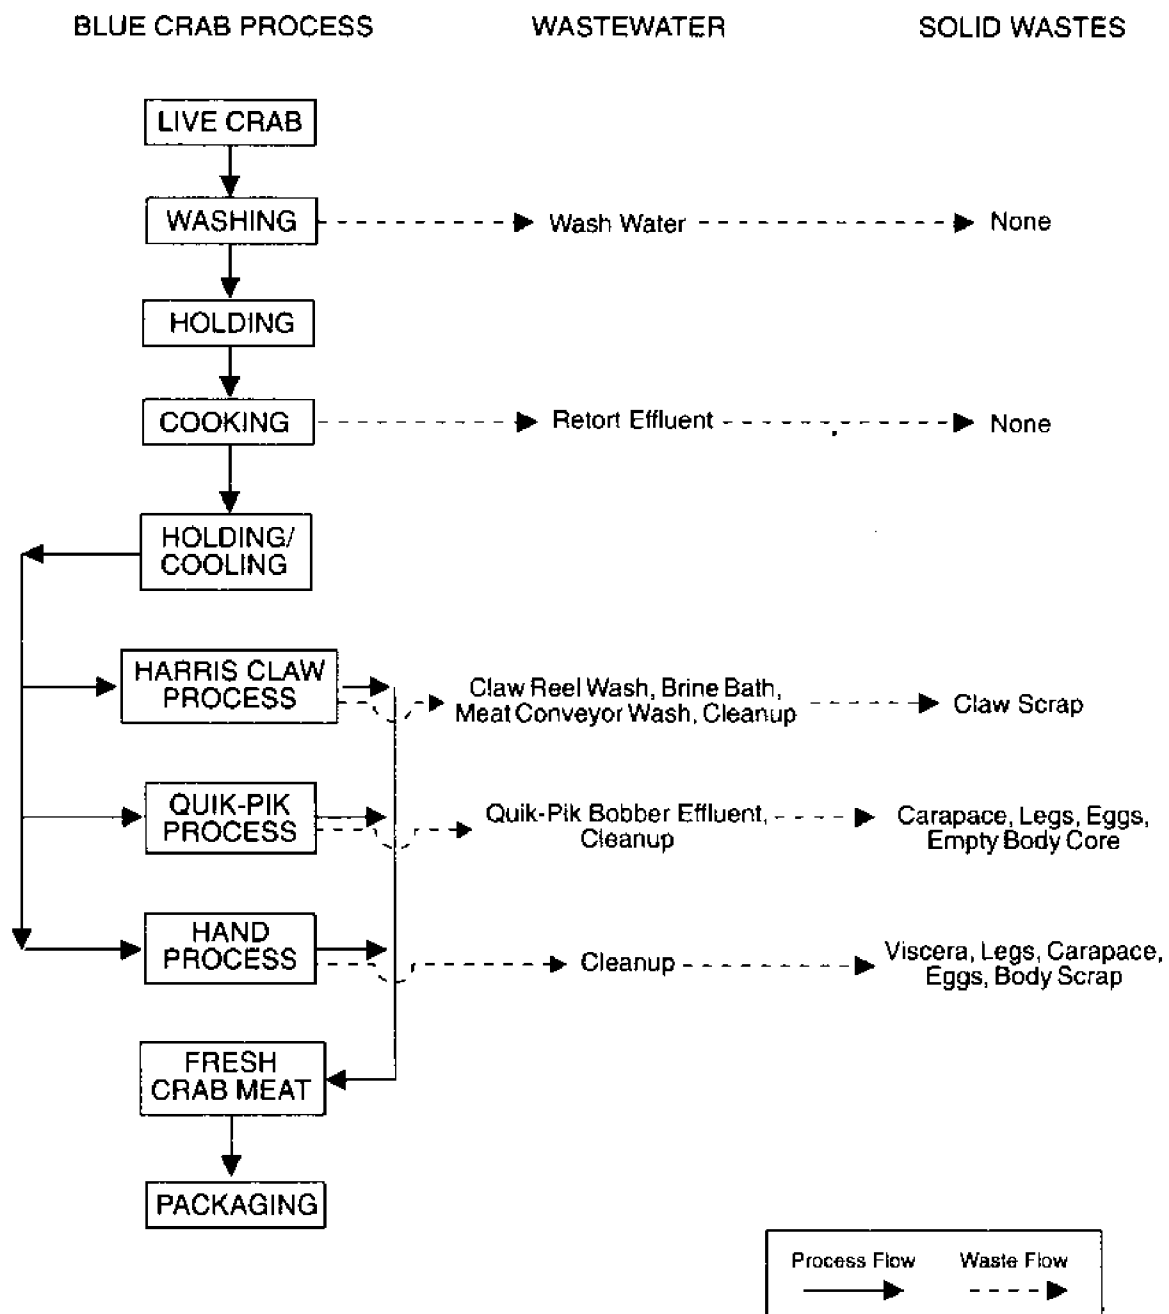 BLUE CRAB PROCESS WASTEWATER SOLID WASTES
LIVE CRAB
WASHING Wash Water None
HOLDING
COOKING Retort Effluent None
HOLDING/
COOLING
HARRIS CLAW
PROCESS
Claw Reel Wash, Brine Bath,
Meat Conveyor Wash, Cleanup
Claw Scrap
QUIK-PIK
PROCESS
Quik-Pik Bobber Effluent,
Cleanup
Carapace, Legs, Eggs,
Empty Body Core
HAND
PROCESS
Cleanup
Viscera, Legs, Carapace,
Eggs, Body Scrap
FRESH
CRAB MEAT
PACKAGING
Process Flow Waste Flow